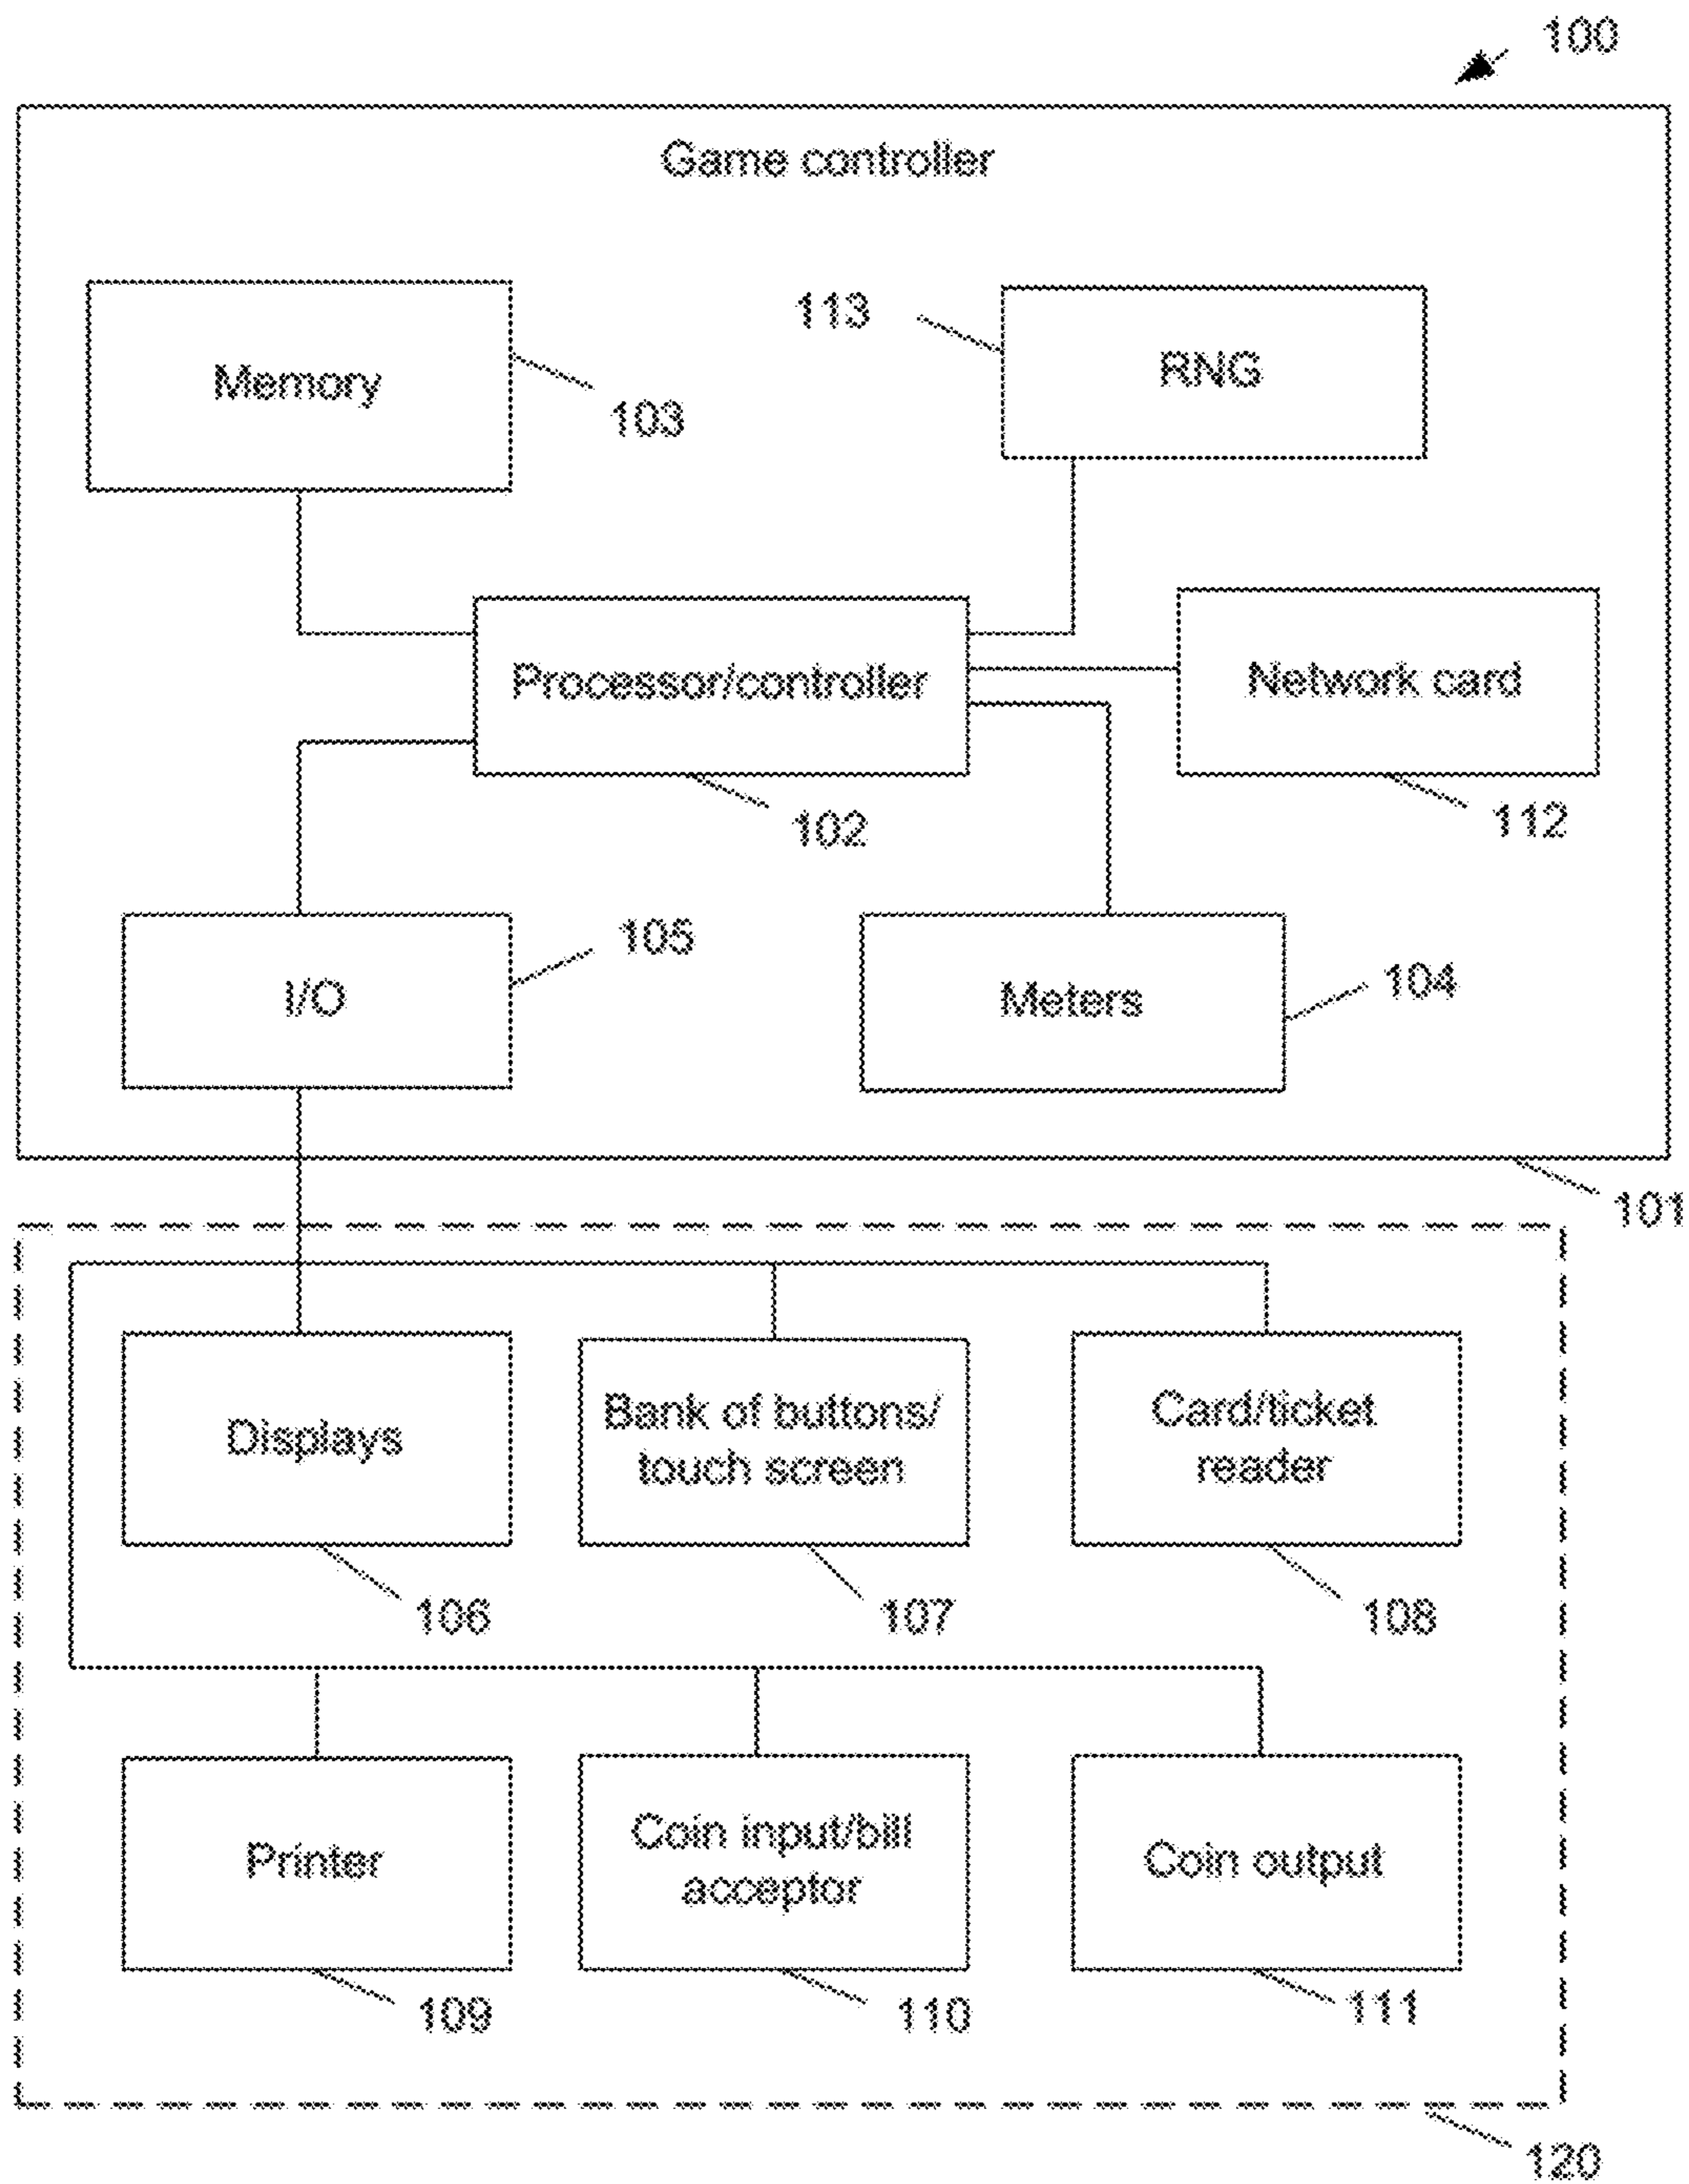 100
Game controller
Memory
103
113
RNG
Processor/controller
102
Network card
112
I/O
105
Meters
104
101
Displays
106
Bank of buttons/
touch screen
107
Card/ticket
reader
108
Printer
109
Coin input/bill
acceptor
110
Coin output
111
120